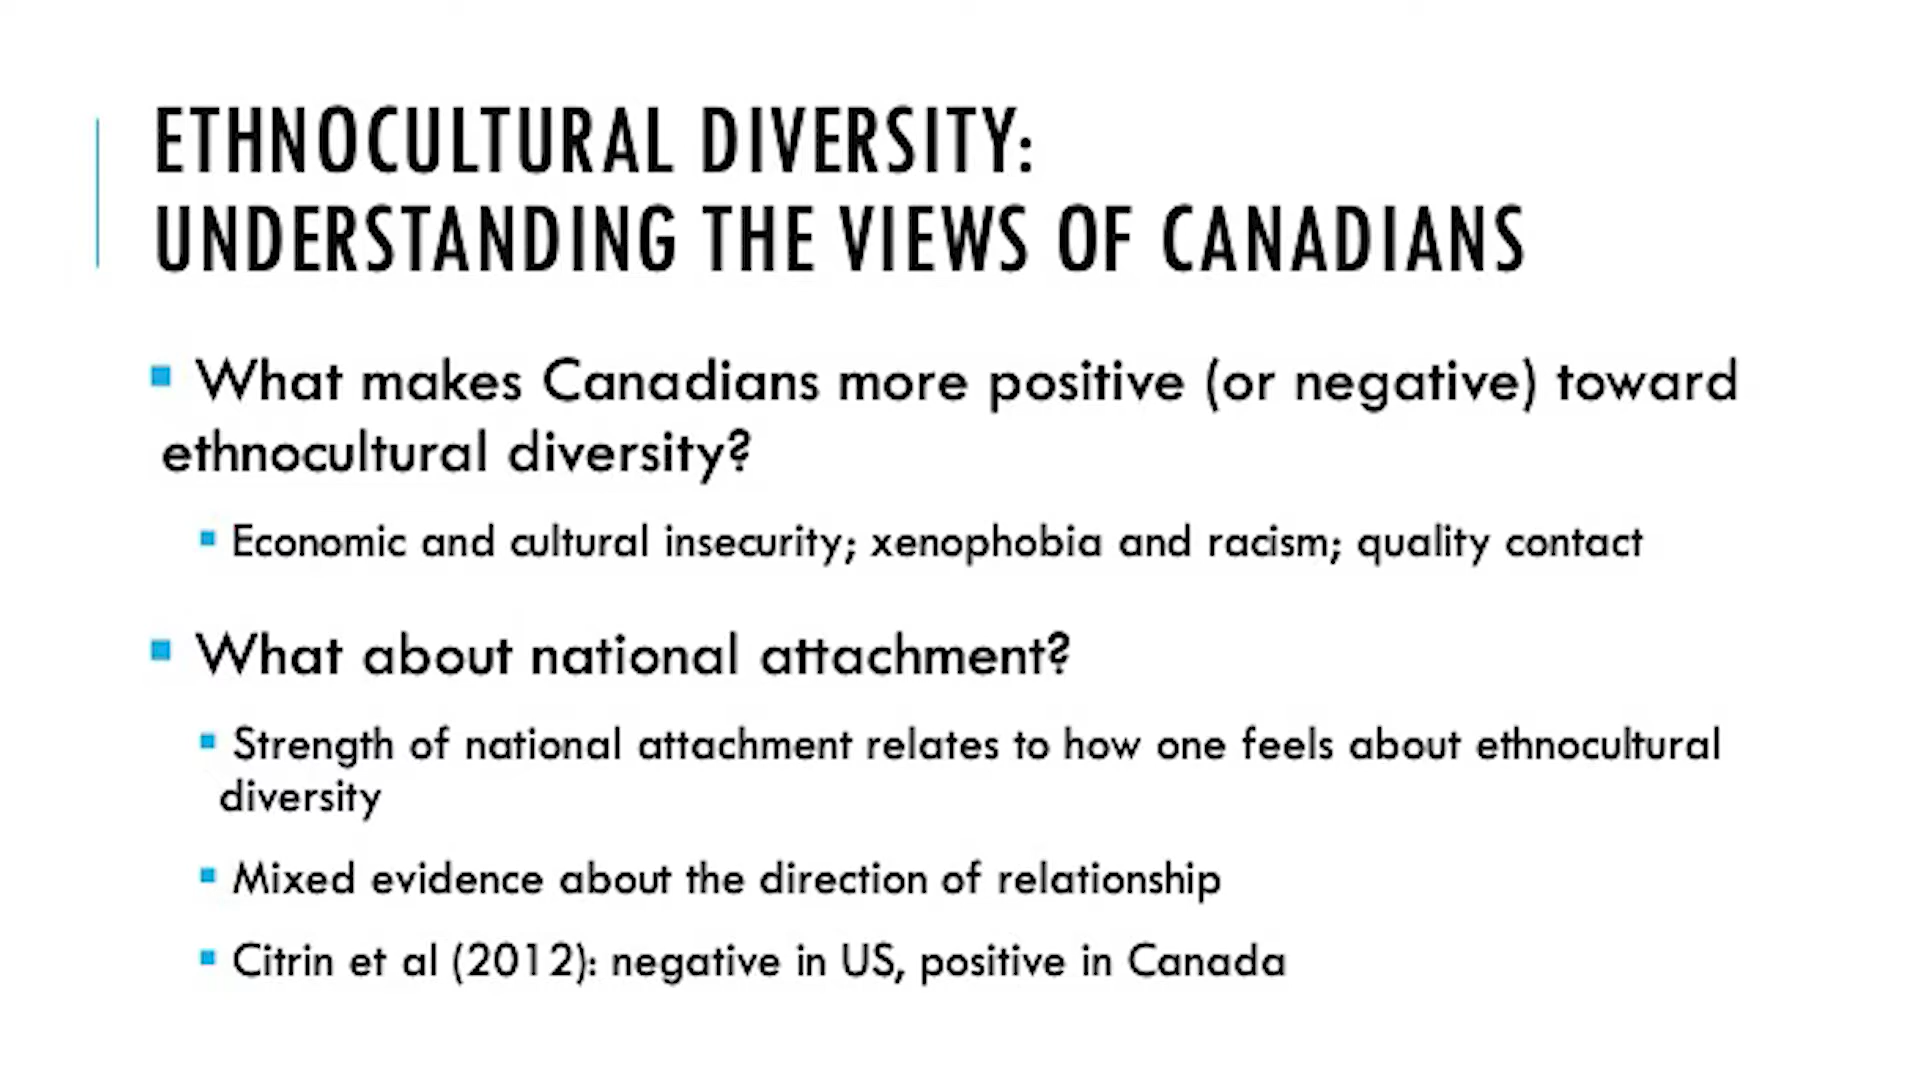 ETHNOCULTURAL DIVERSITY:
UNDERSTANDING THE VIEWS OF CANADIANS
What makes Canadians more positive (or negative) toward
ethnocultural diversity?
Economic and cultural insecurity; xenophobia and racism; quality contact
What about national attachment?
Strength of national attachment relates to how one feels about ethnocultural
diversity
Mixed evidence about the direction of relationship
Citrin et al (2012): negative in US, positive in Canada